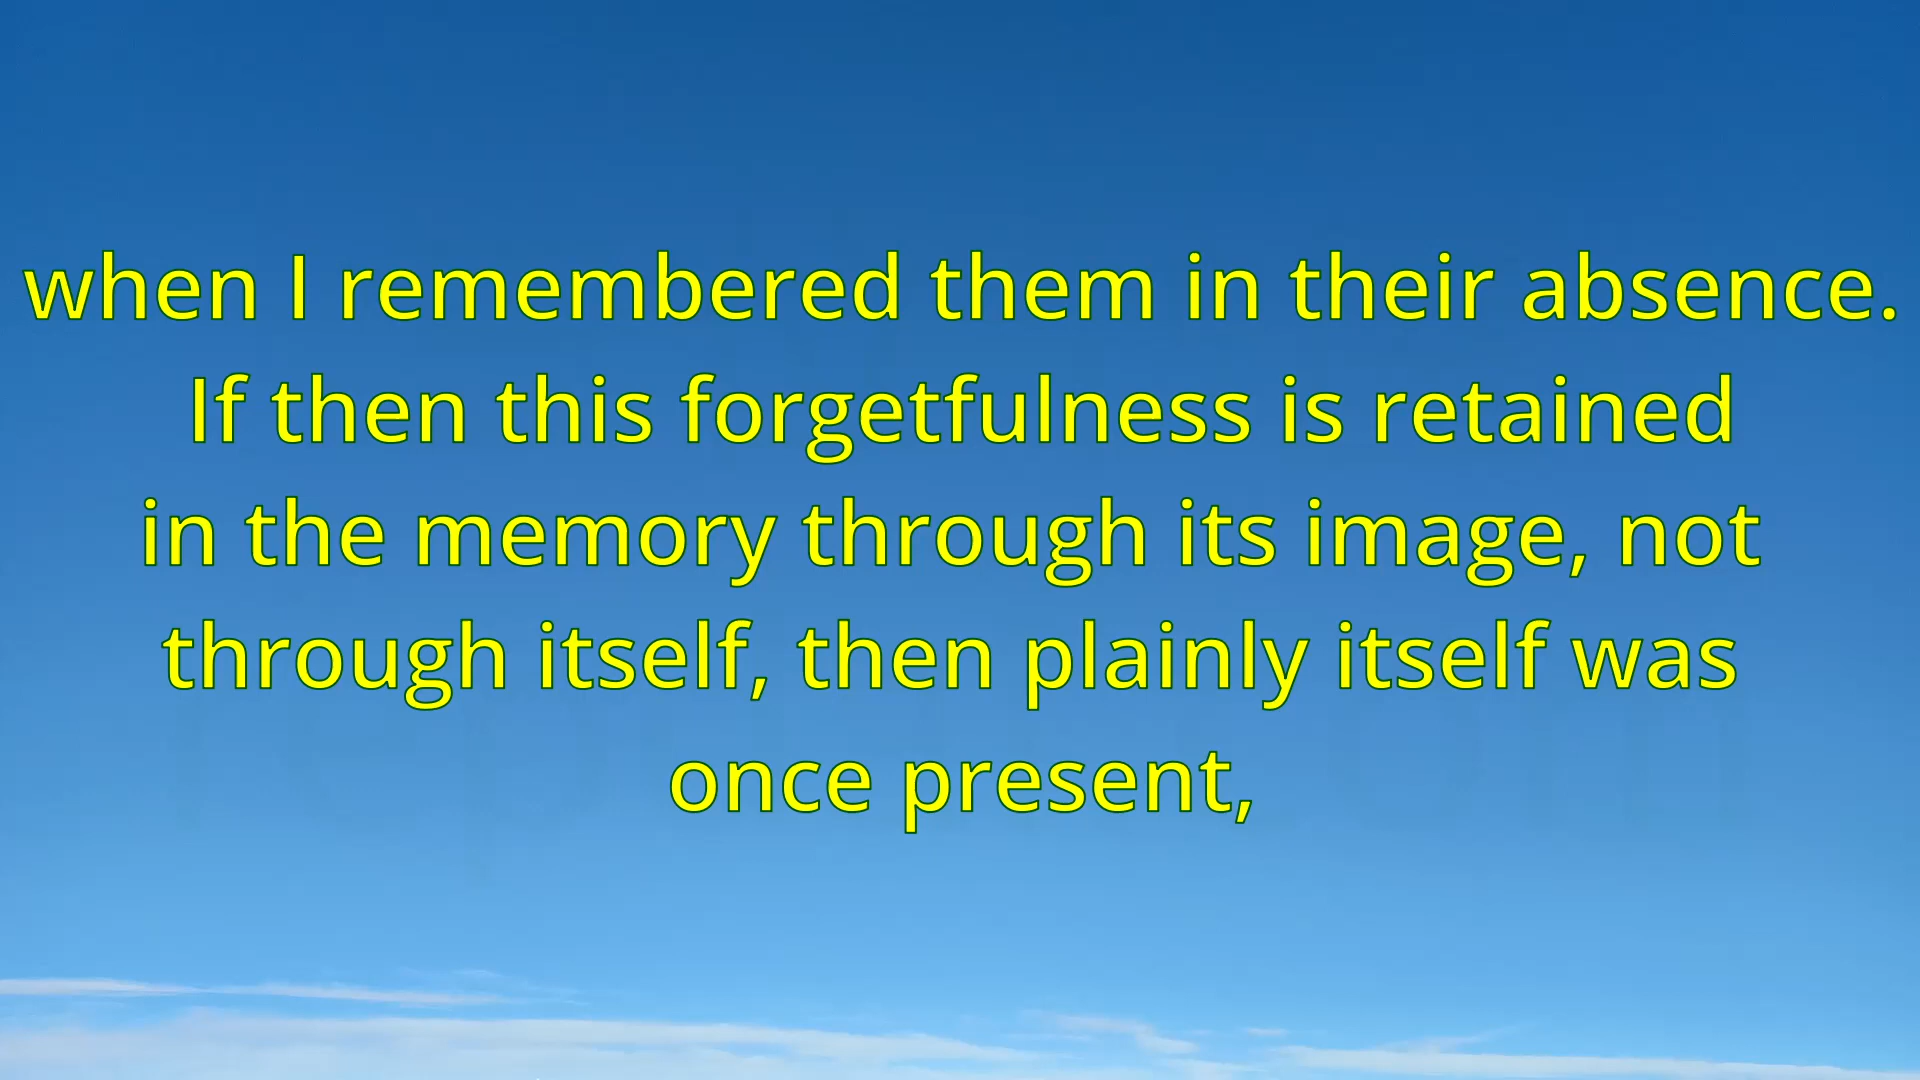 when I remembered them in their absence.
If then this forgetfulness is retained
in the memory through its image, not
through itself, then plainly itself was
once present,